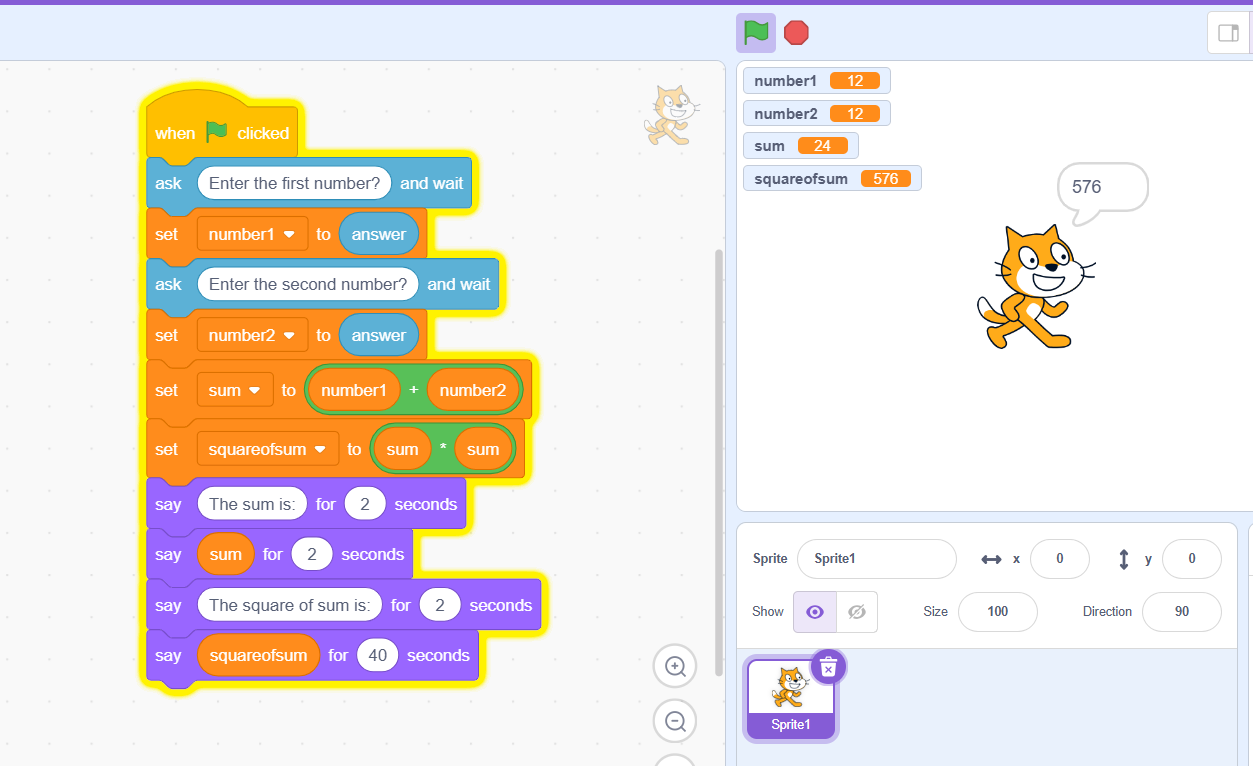 when clicked
ask Enter the first number? and wait
set number1 to answer
ask Enter the second number? and wait
set number2 to answer
set sum to number1 + number2
set squareofsum to sum * sum
say The sum is: for 2 seconds
say sum for 2 seconds
say The square of sum is: for 2 seconds
say squareofsum for 40 seconds
number1 12
number2 12
sum 24
squareofsum 576
576
Sprite Sprite1 x 0 y 0
Show Size 100 Direction 90
Sprite1